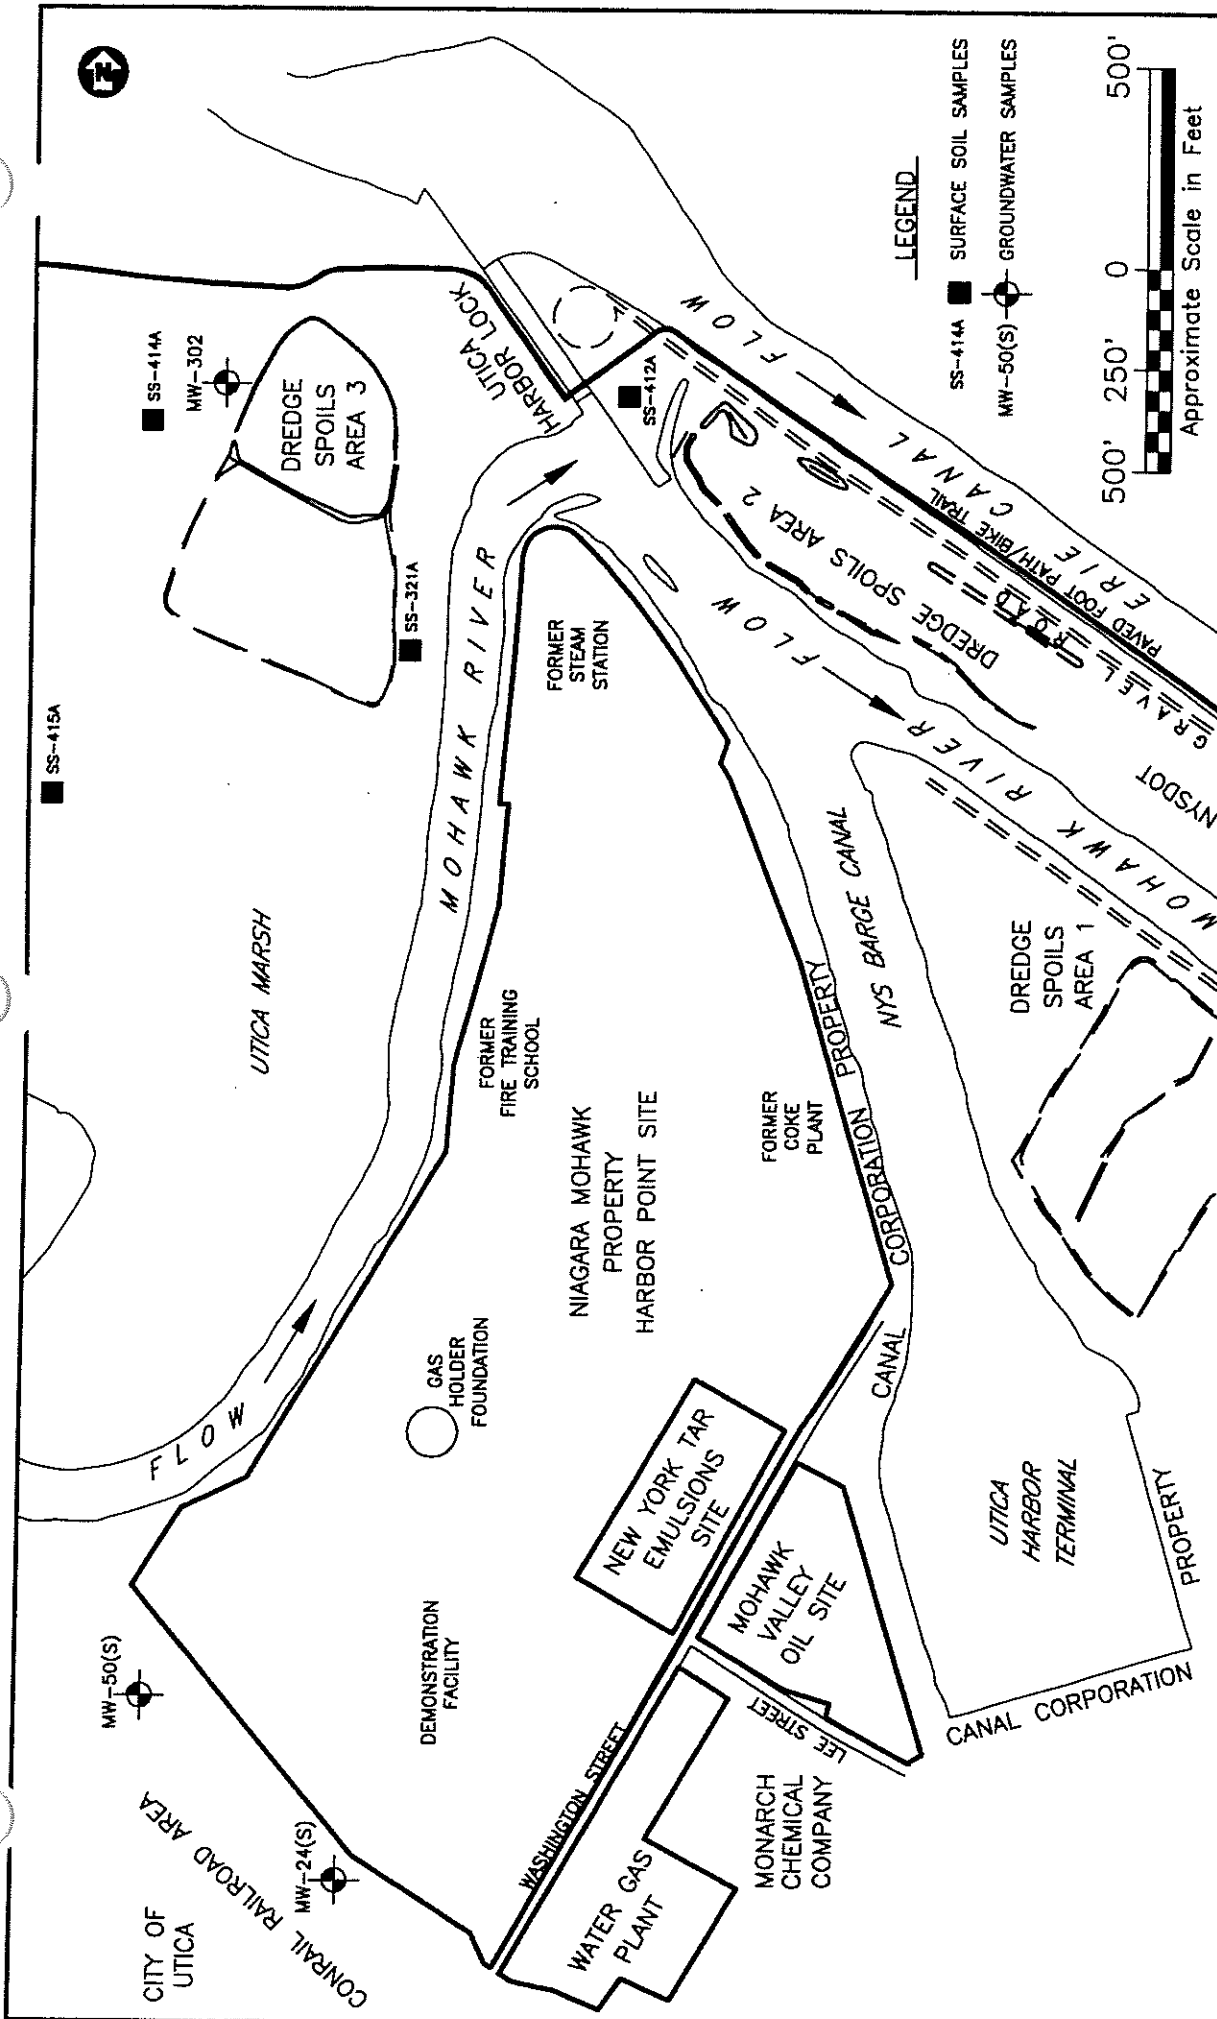 N
SS-415A
SS-414A
MW-302
DREDGE
SPOILS
AREA 3
SS-321A
UTICA
HARBOR LOCK
SS-412A
UTICA MARSH
MOHAWK RIVER
FLOW
FLOW
FLOW
FORMER
STEAM
STATION
FORMER
FIRE TRAINING
SCHOOL
NIAGARA MOHAWK
PROPERTY
HARBOR POINT SITE
FORMER
COKE
PLANT
GAS
HOLDER
FOUNDATION
DEMONSTRATION
FACILITY
MW-50(S)
MW-24(S)
CITY OF
UTICA
CONRAIL RAILROAD AREA
WASHINGTON STREET
NEW YORK TAR
EMULSIONS
SITE
MOHAWK
VALLEY
OIL SITE
LEE STREET
WATER GAS
PLANT
MONARCH
CHEMICAL
COMPANY
CANAL CORPORATION PROPERTY
PROPERTY
NYS BARGE CANAL
UTICA
HARBOR
TERMINAL
CANAL CORPORATION
PROPERTY
DREDGE
SPOILS
AREA 1
MOHAWK RIVER
DREDGE SPOILS AREA 2
GRAVEL ROAD
PAVED FOOT PATH/BIKE TRAIL
ERIE CANAL
NYSDOT
LEGEND
SS-414A SURFACE SOIL SAMPLES
MW-50(S) GROUNDWATER SAMPLES
500' 250' 0 500'
Approximate Scale in Feet